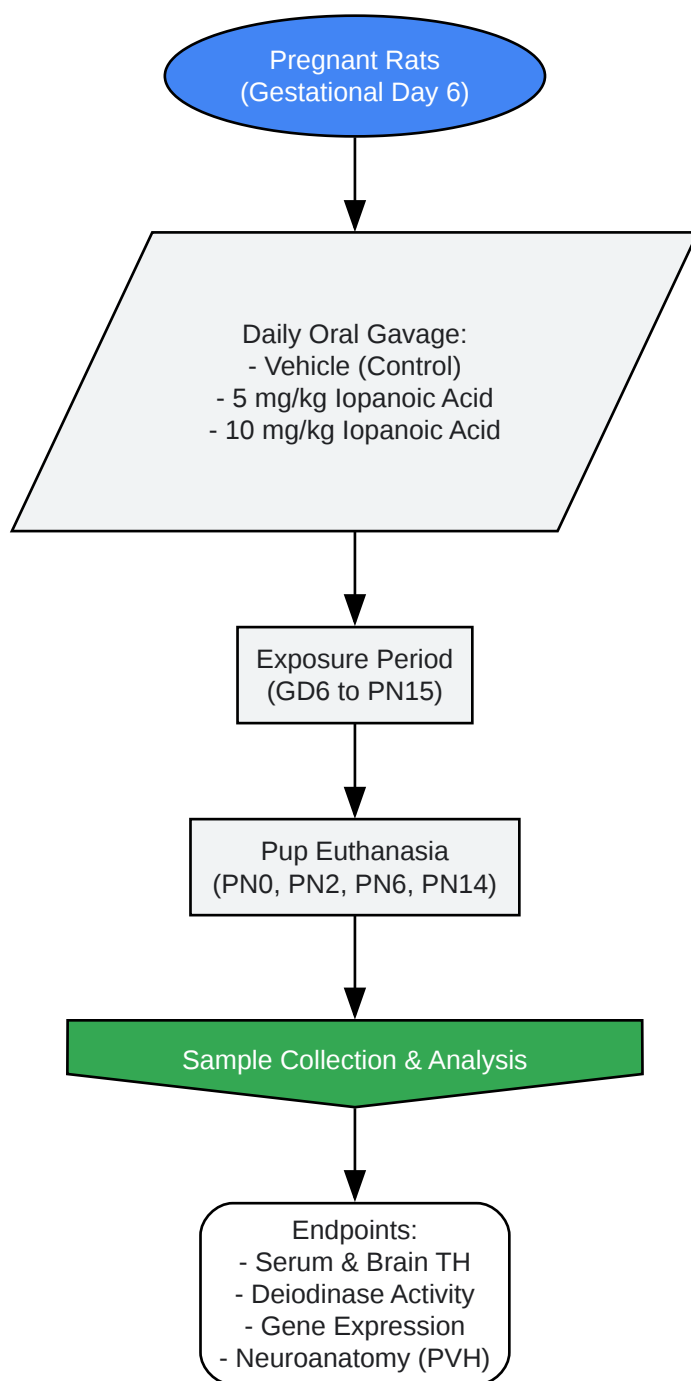 Pregnant Rats
(Gestational Day 6)
Daily Oral Gavage:
- Vehicle (Control)
- 5 mg/kg Iopanoic Acid
- 10 mg/kg Iopanoic Acid
Exposure Period
(GD6 to PN15)
Pup Euthanasia
(PN0, PN2, PN6, PN14)
Sample Collection & Analysis
Endpoints:
- Serum & Brain TH
- Deiodinase Activity
- Gene Expression
- Neuroanatomy (PVH)